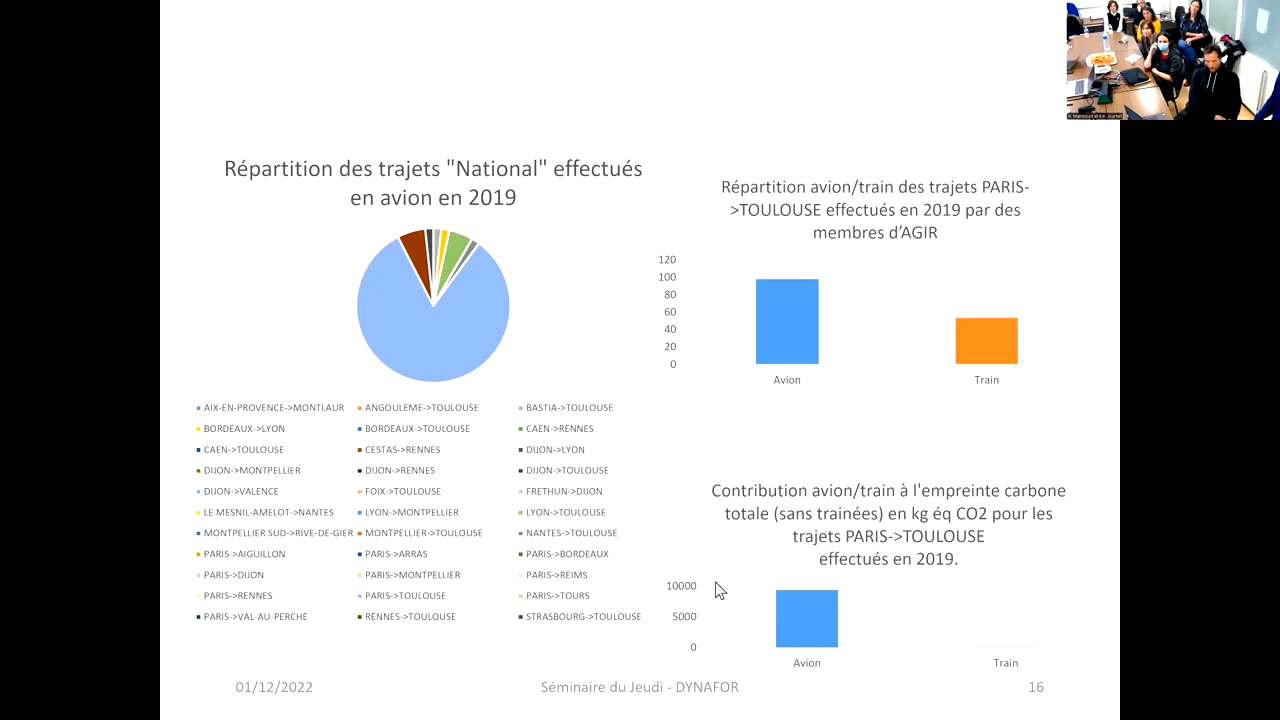 Répartition des trajets "National" effectués
en avion en 2019
AIX-EN-PROVENCE->MONTLAUR
ANGOULEME->TOULOUSE
BASTIA->TOULOUSE
BORDEAUX->LYON
BORDEAUX->TOULOUSE
CAEN->RENNES
CAEN->TOULOUSE
CESTAS->RENNES
DIJON->LYON
DIJON->MONTPELLIER
DIJON->RENNES
DIJON->TOULOUSE
DIJON->VALENCE
FOIX->TOULOUSE
FRETHUN->DIJON
LE MESNIL-AMELOT->NANTES
LYON->MONTPELLIER
LYON->TOULOUSE
MONTPELLIER SUD->RIVE-DE-GIER
MONTPELLIER->TOULOUSE
NANTES->TOULOUSE
PARIS->AIGUILLON
PARIS->ARRAS
PARIS->BORDEAUX
PARIS->DIJON
PARIS->MONTPELLIER
PARIS->REIMS
PARIS->RENNES
PARIS->TOULOUSE
PARIS->TOURS
PARIS->VAL-AU-PERCHE
RENNES->TOULOUSE
STRASBOURG->TOULOUSE
Répartition avion/train des trajets PARIS-
>TOULOUSE effectués en 2019 par des
membres d’AGIR
120
100
80
60
40
20
0
Avion
Train
Contribution avion/train à l'empreinte carbone
totale (sans trainées) en kg éq CO2 pour les
trajets PARIS->TOULOUSE
effectués en 2019.
10000
5000
0
Avion
Train
01/12/2022
Séminaire du Jeudi - DYNAFOR
16